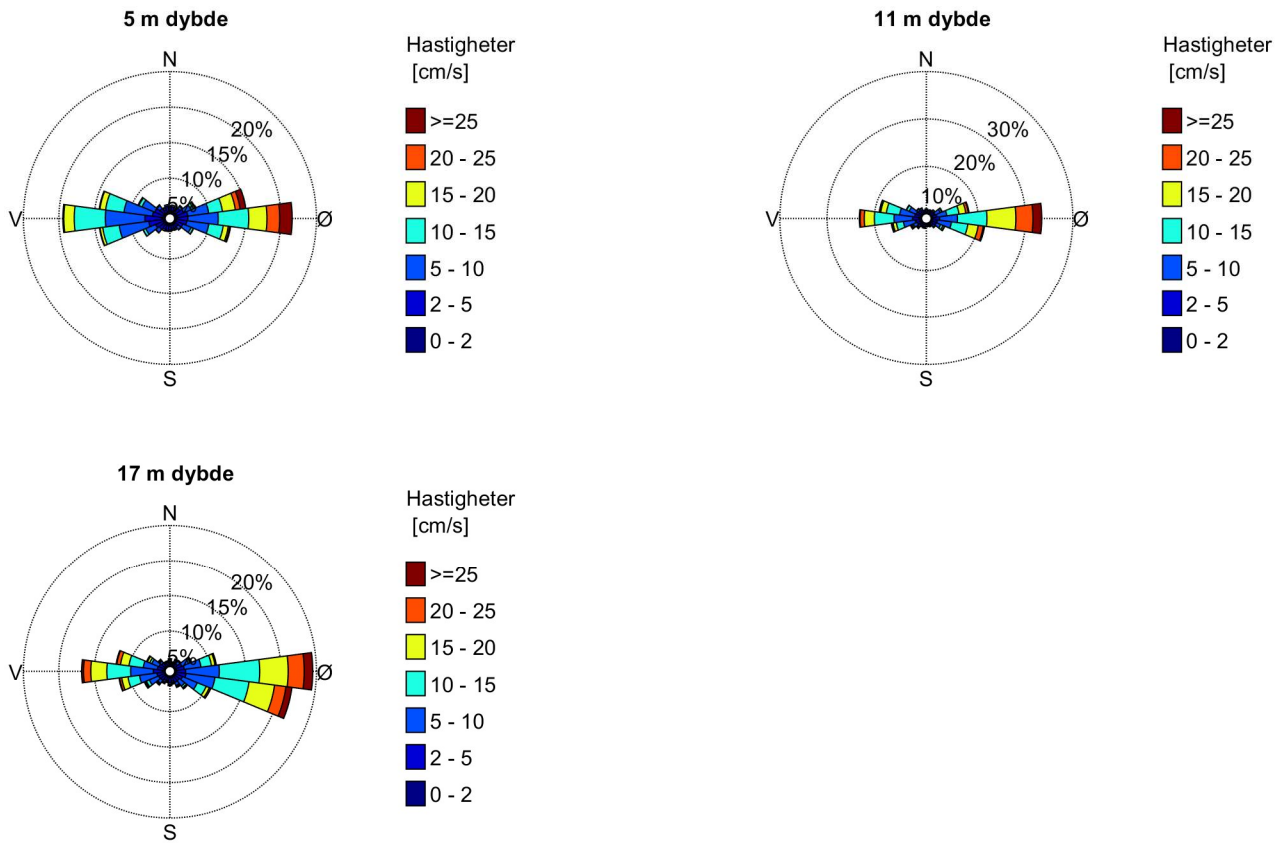 5 m dybde
N
V
Ø
S
20%
15%
10%
5%
Hastigheter
[cm/s]
>=25
20 - 25
15 - 20
10 - 15
5 - 10
2 - 5
0 - 2
11 m dybde
N
V
Ø
S
30%
20%
10%
Hastigheter
[cm/s]
>=25
20 - 25
15 - 20
10 - 15
5 - 10
2 - 5
0 - 2
17 m dybde
N
V
Ø
S
20%
15%
10%
5%
Hastigheter
[cm/s]
>=25
20 - 25
15 - 20
10 - 15
5 - 10
2 - 5
0 - 2